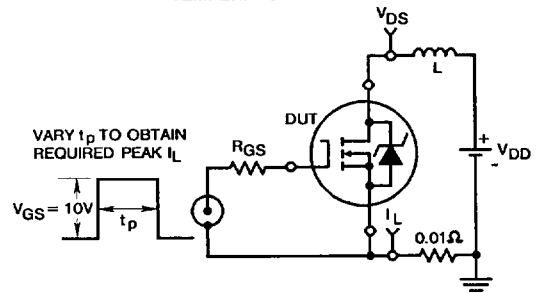 V_DS
L
DUT
VARY t_p TO OBTAIN
REQUIRED PEAK I_L
R_GS
+
V_DD
-
V_GS = 10V
t_p
I_L
0.01Ω